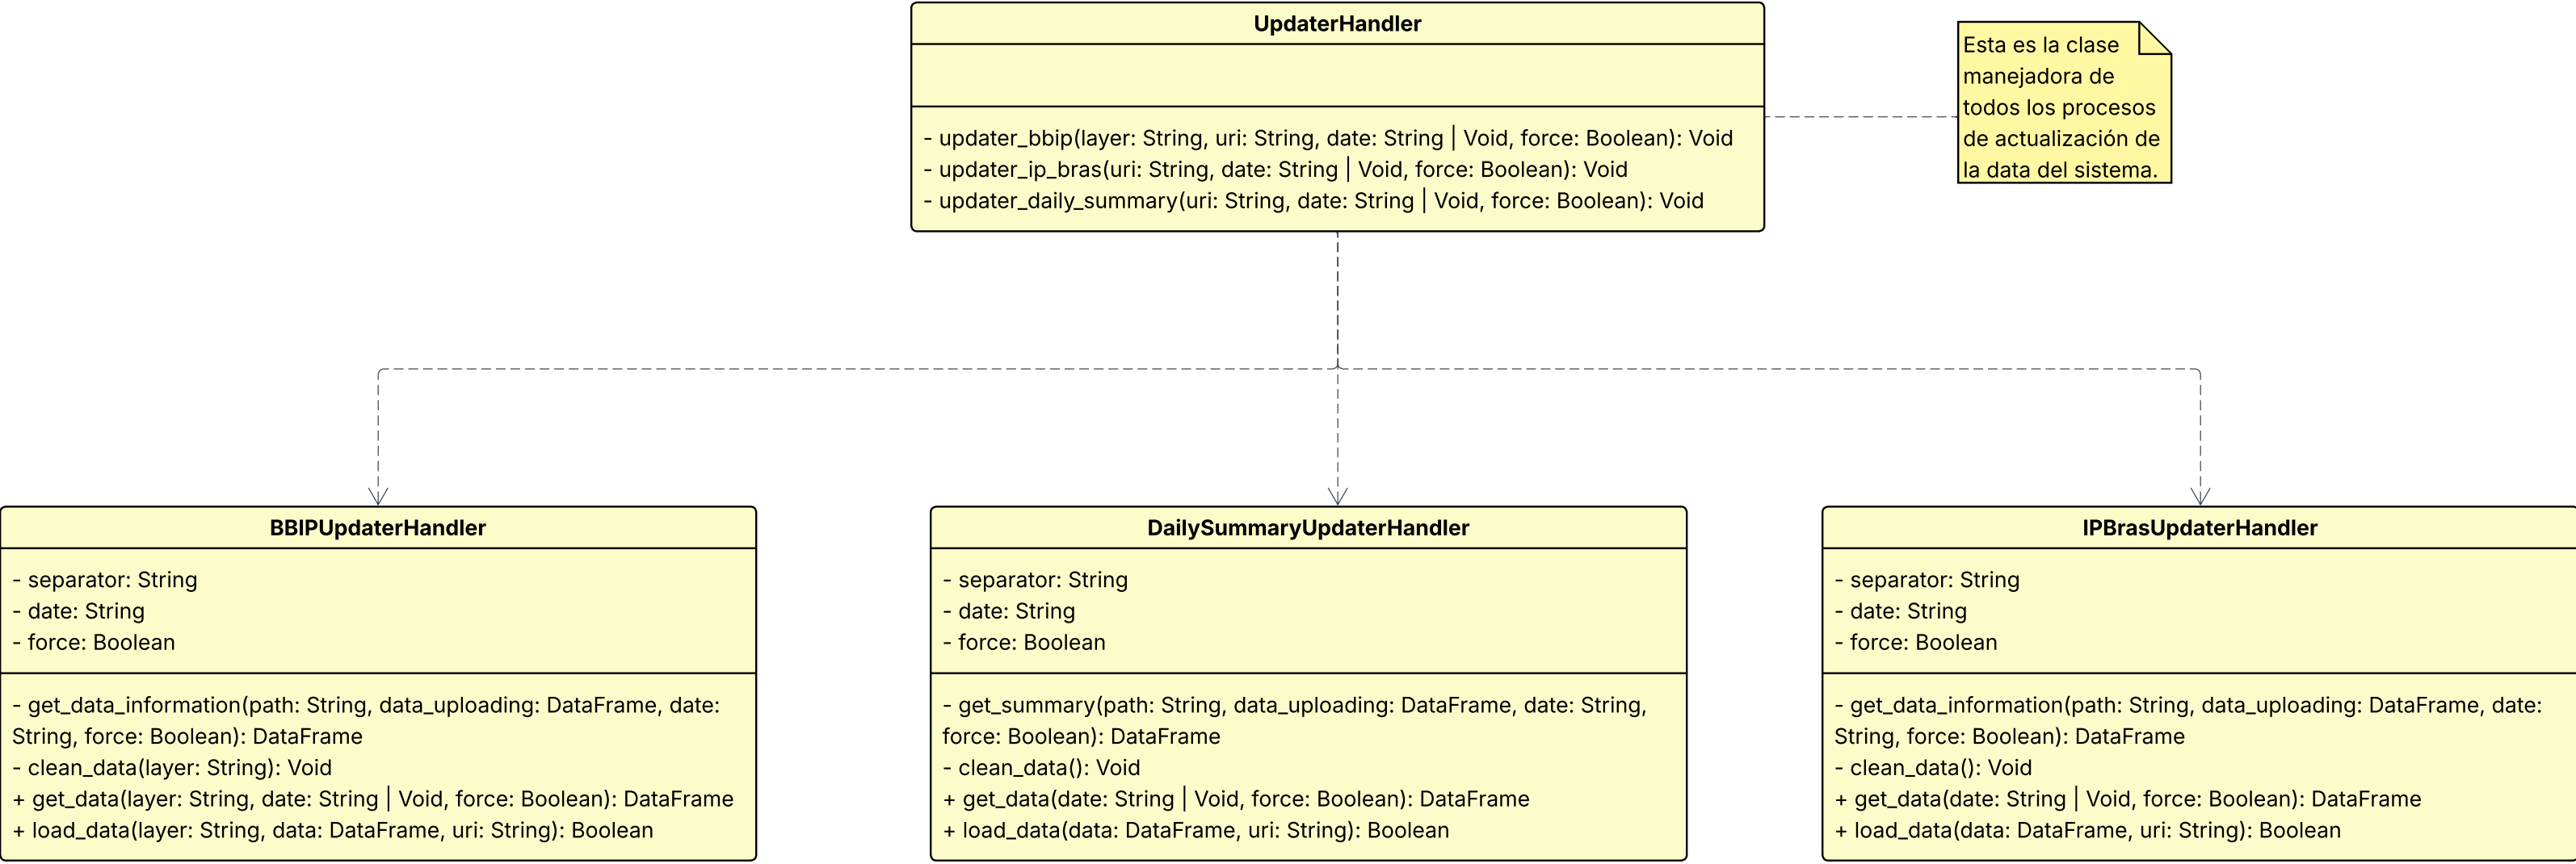 UpdaterHandler
- updater_bbip(layer: String, uri: String, date: String | Void, force: Boolean): Void
- updater_ip_bras(uri: String, date: String | Void, force: Boolean): Void
- updater_daily_summary(uri: String, date: String | Void, force: Boolean): Void
Esta es la clase
manejadora de
todos los procesos
de actualización de
la data del sistema.
BBIPUpdaterHandler
- separator: String
- date: String
- force: Boolean
- get_data_information(path: String, data_uploading: DataFrame, date:
String, force: Boolean): DataFrame
- clean_data(layer: String): Void
+ get_data(layer: String, date: String | Void, force: Boolean): DataFrame
+ load_data(layer: String, data: DataFrame, uri: String): Boolean
DailySummaryUpdaterHandler
- separator: String
- date: String
- force: Boolean
- get_summary(path: String, data_uploading: DataFrame, date: String,
force: Boolean): DataFrame
- clean_data(): Void
+ get_data(date: String | Void, force: Boolean): DataFrame
+ load_data(data: DataFrame, uri: String): Boolean
IPBrasUpdaterHandler
- separator: String
- date: String
- force: Boolean
- get_data_information(path: String, data_uploading: DataFrame, date:
String, force: Boolean): DataFrame
- clean_data(): Void
+ get_data(date: String | Void, force: Boolean): DataFrame
+ load_data(data: DataFrame, uri: String): Boolean